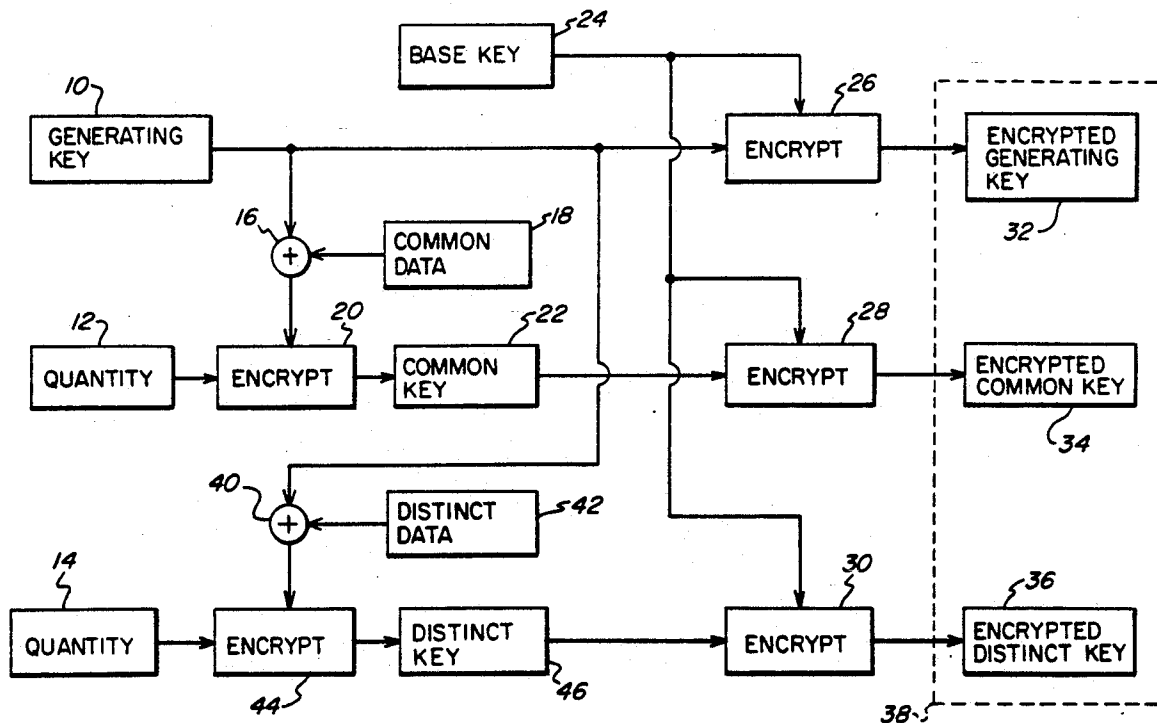 24
BASE KEY
10
GENERATING
KEY
26
ENCRYPT
ENCRYPTED
GENERATING
KEY
32
16
+
18
COMMON
DATA
12
QUANTITY
20
ENCRYPT
22
COMMON
KEY
28
ENCRYPT
ENCRYPTED
COMMON KEY
34
40
+
DISTINCT
DATA
42
14
QUANTITY
ENCRYPT
44
DISTINCT
KEY
46
30
ENCRYPT
36
ENCRYPTED
DISTINCT KEY
38